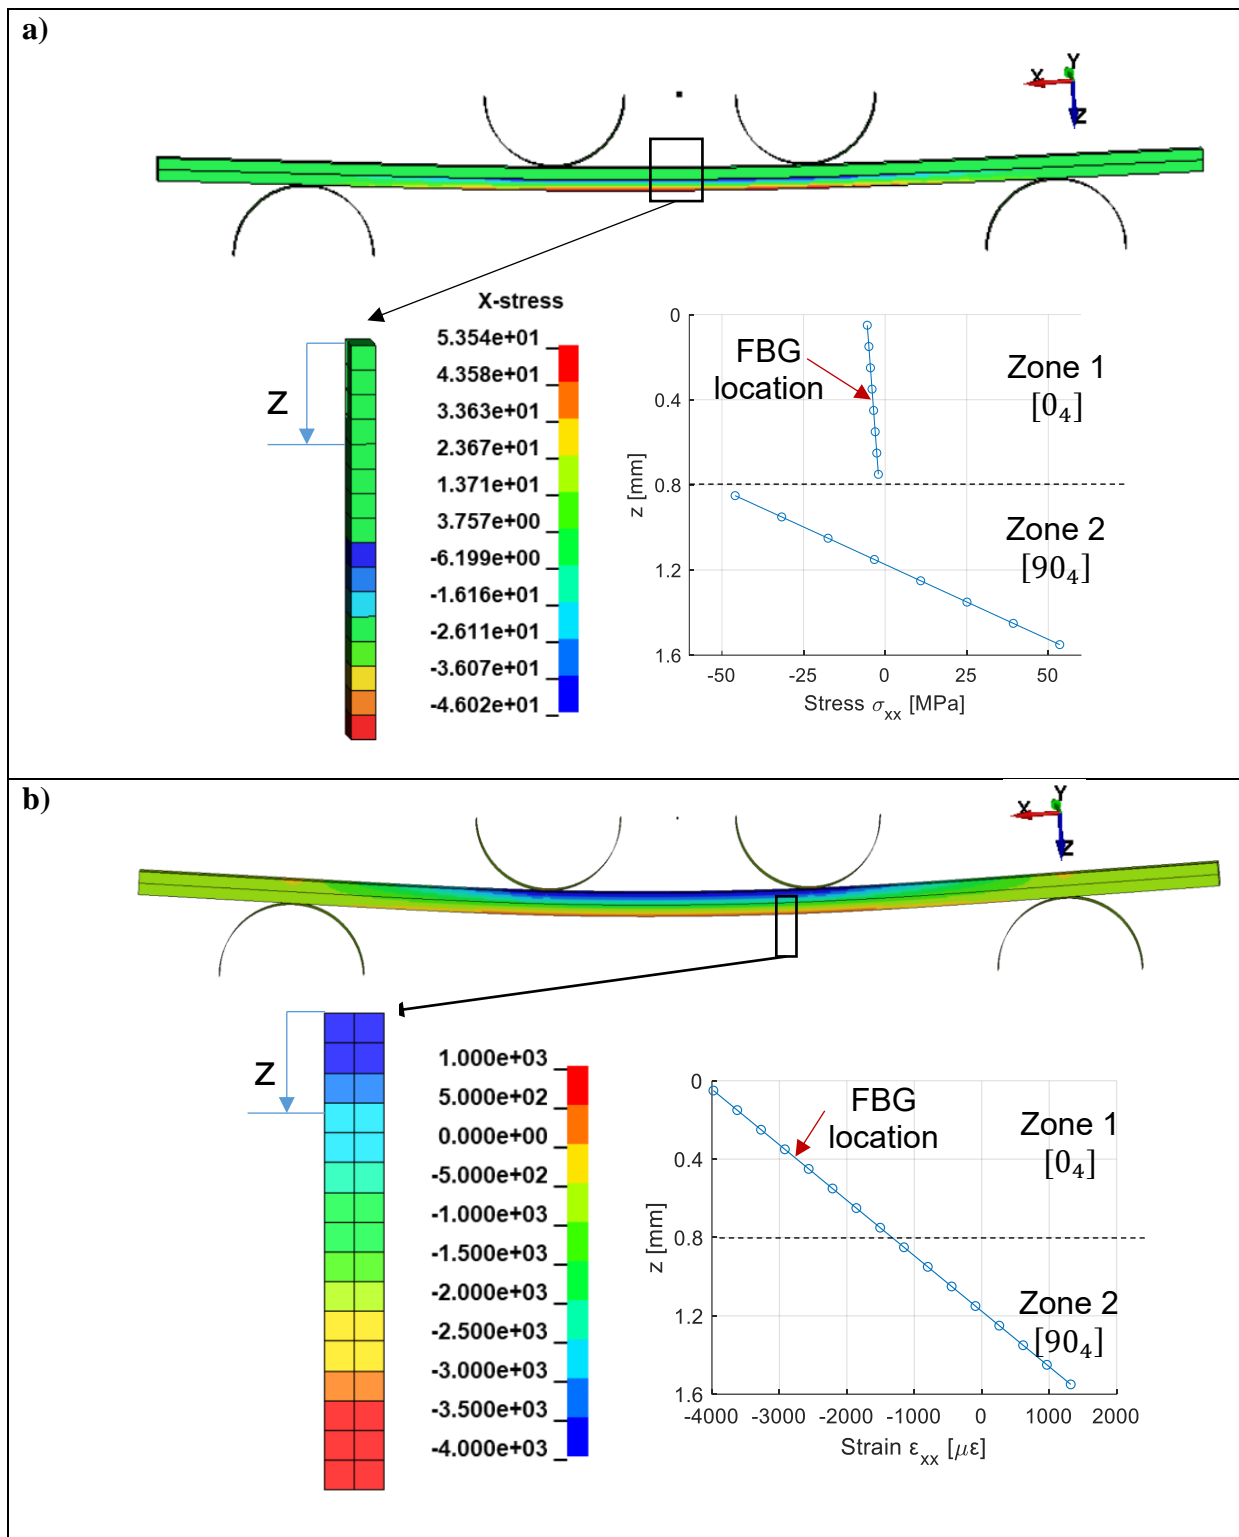 a)
X Y
Z
X-stress
5.354e+01
4.358e+01
3.363e+01
2.367e+01
1.371e+01
3.757e+00
-6.199e+00
-1.616e+01
-2.611e+01
-3.607e+01
-4.602e+01
Z
0
0.4
0.8
1.2
1.6
z [mm]
FBG
location
Zone 1
[0₄]
Zone 2
[90₄]
-50 -25 0 25 50
Stress σxx [MPa]
b)
X Y
Z
Z
1.000e+03
5.000e+02
0.000e+00
-5.000e+02
-1.000e+03
-1.500e+03
-2.000e+03
-2.500e+03
-3.000e+03
-3.500e+03
-4.000e+03
0
0.4
0.8
1.2
1.6
z [mm]
FBG
location
Zone 1
[0₄]
Zone 2
[90₄]
-4000 -3000 -2000 -1000 0 1000 2000
Strain εxx [με]